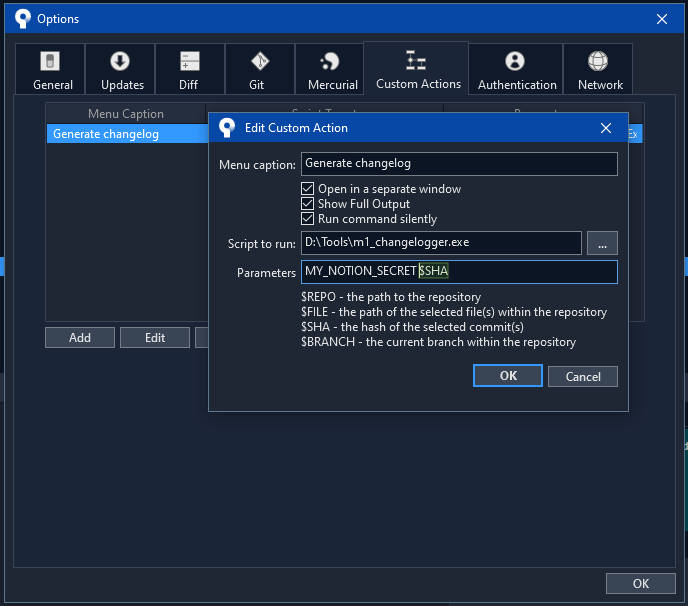 Options
General
Updates
Diff
Git
Mercurial
Custom Actions
Authentication
Network
Menu Caption
Generate changelog
Edit Custom Action
Menu caption:
Generate changelog
Open in a separate window
Show Full Output
Run command silently
Script to run:
D:\Tools\m1_changelogger.exe
...
Parameters
MY_NOTION_SECRET $SHA
$REPO - the path to the repository
$FILE - the path of the selected file(s) within the repository
$SHA - the hash of the selected commit(s)
$BRANCH - the current branch within the repository
OK
Cancel
Add
Edit
OK